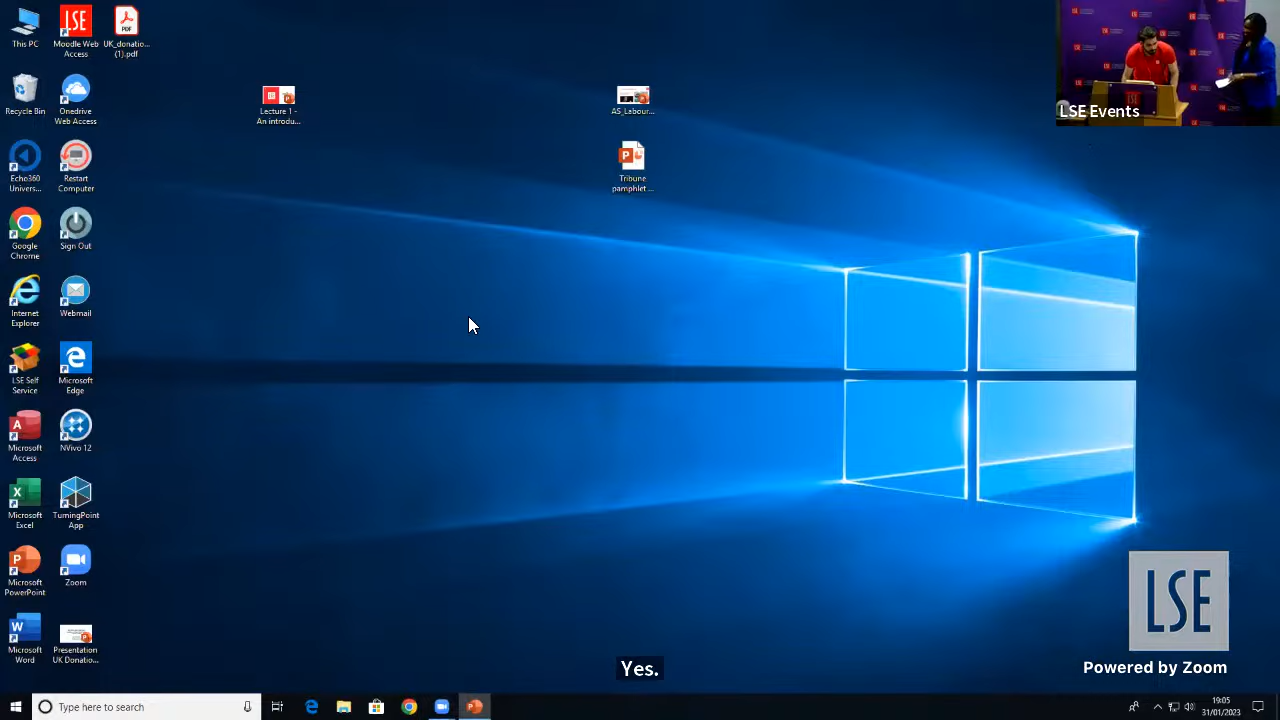 This PC
Moodle Web
Access
UK_donatio...
(1).pdf
PDF
LSE
Recycle Bin
Onedrive
Web Access
Lecture 1 -
An introdu...
AS_Labour...
Echo360
Univers...
Restart
Computer
Tribune
pamphlet ...
Google
Chrome
Sign Out
Internet
Explorer
Webmail
LSE Self
Service
Microsoft
Edge
Microsoft
Access
NVivo 12
Microsoft
Excel
TurningPoint
App
Microsoft
PowerPoint
Zoom
Microsoft
Word
Presentation
UK Donatio...
LSE Events
LSE
Powered by Zoom
Yes.
Type here to search
19:05
31/01/2023